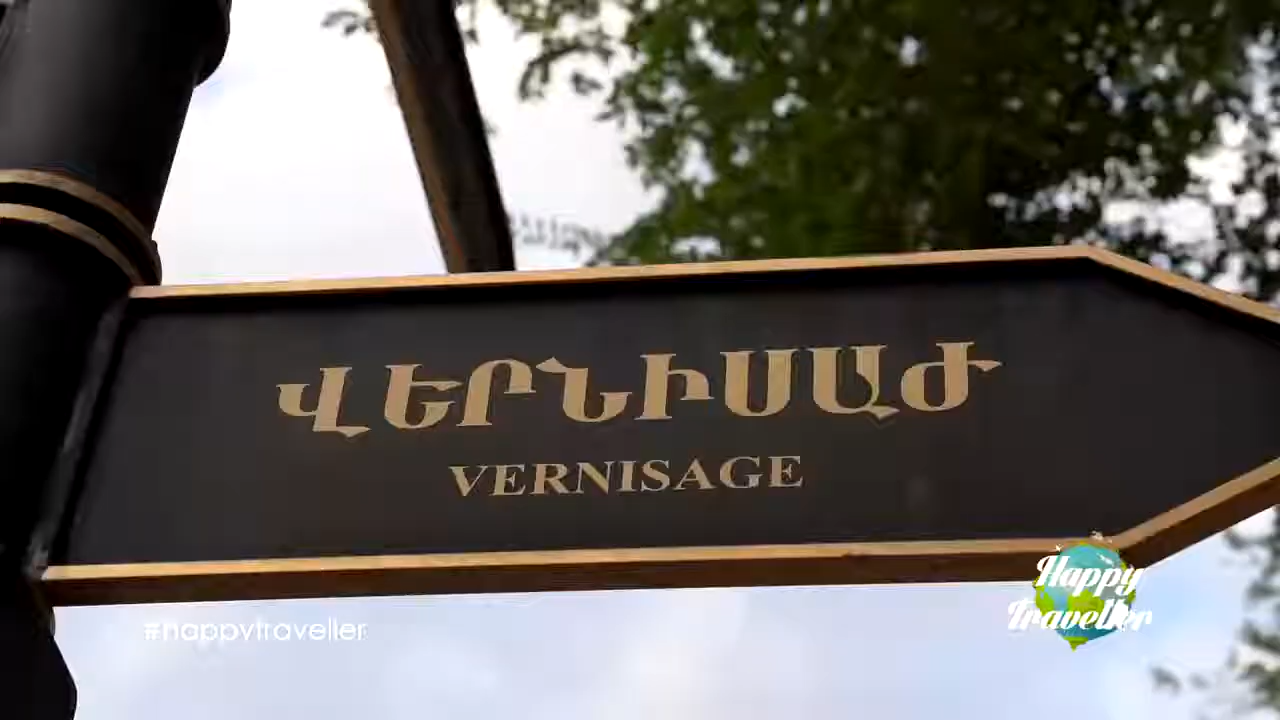 ՎԵՐՆԻՍԱԺ
VERNISAGE
#happytraveller
Happy
Traveller